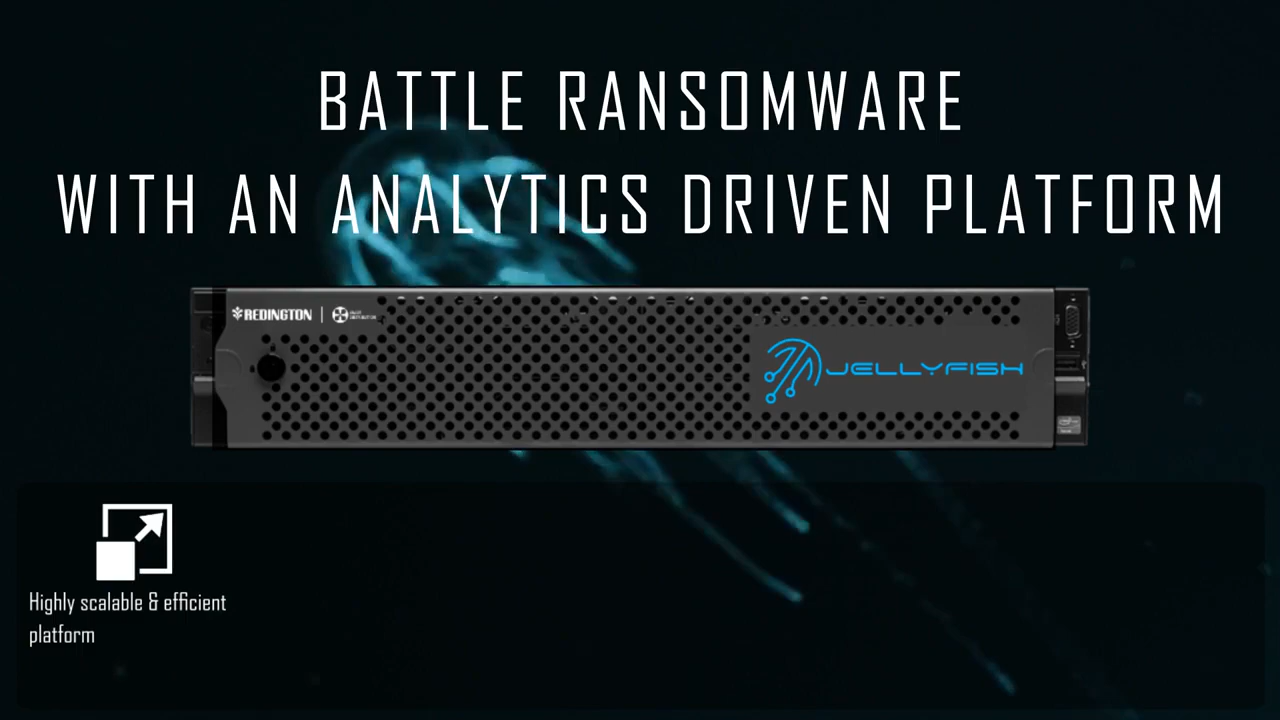 BATTLE RANSOMWARE
WITH AN ANALYTICS DRIVEN PLATFORM
REDINGTON
JELLYFISH
Highly scalable & efficient
platform